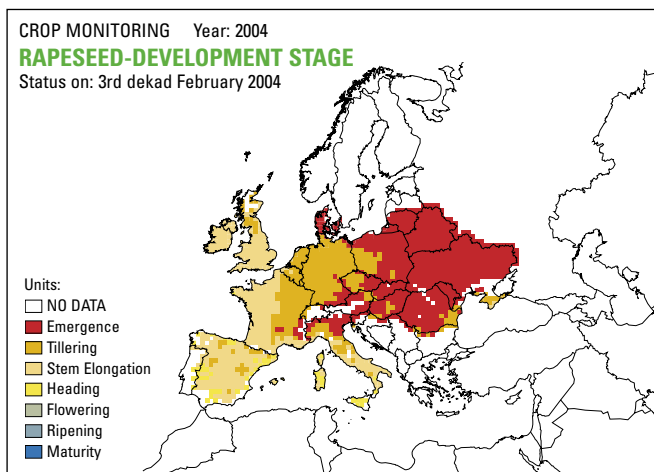 CROP MONITORING Year: 2004
RAPESEED-DEVELOPMENT STAGE
Status on: 3rd dekad February 2004
Units:
NO DATA
Emergence
Tillering
Stem Elongation
Heading
Flowering
Ripening
Maturity